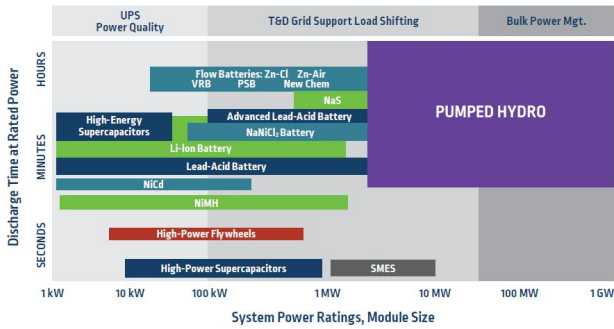 UPS
Power Quality
T&D Grid Support Load Shifting
Bulk Power Mgt.
Discharge Time at Rated Power
HOURS
MINUTES
SECONDS
Flow Batteries: Zn-Cl Zn-Air
VRB PSB New Chem
NaS
High-Energy
Supercapacitors
Advanced Lead-Acid Battery
NaNiCl₂ Battery
Li-Ion Battery
Lead-Acid Battery
NiCd
NiMH
High-Power Flywheels
High-Power Supercapacitors
SMES
PUMPED HYDRO
1 kW 10 kW 100 kW 1 MW 10 MW 100 MW 1 GW
System Power Ratings, Module Size